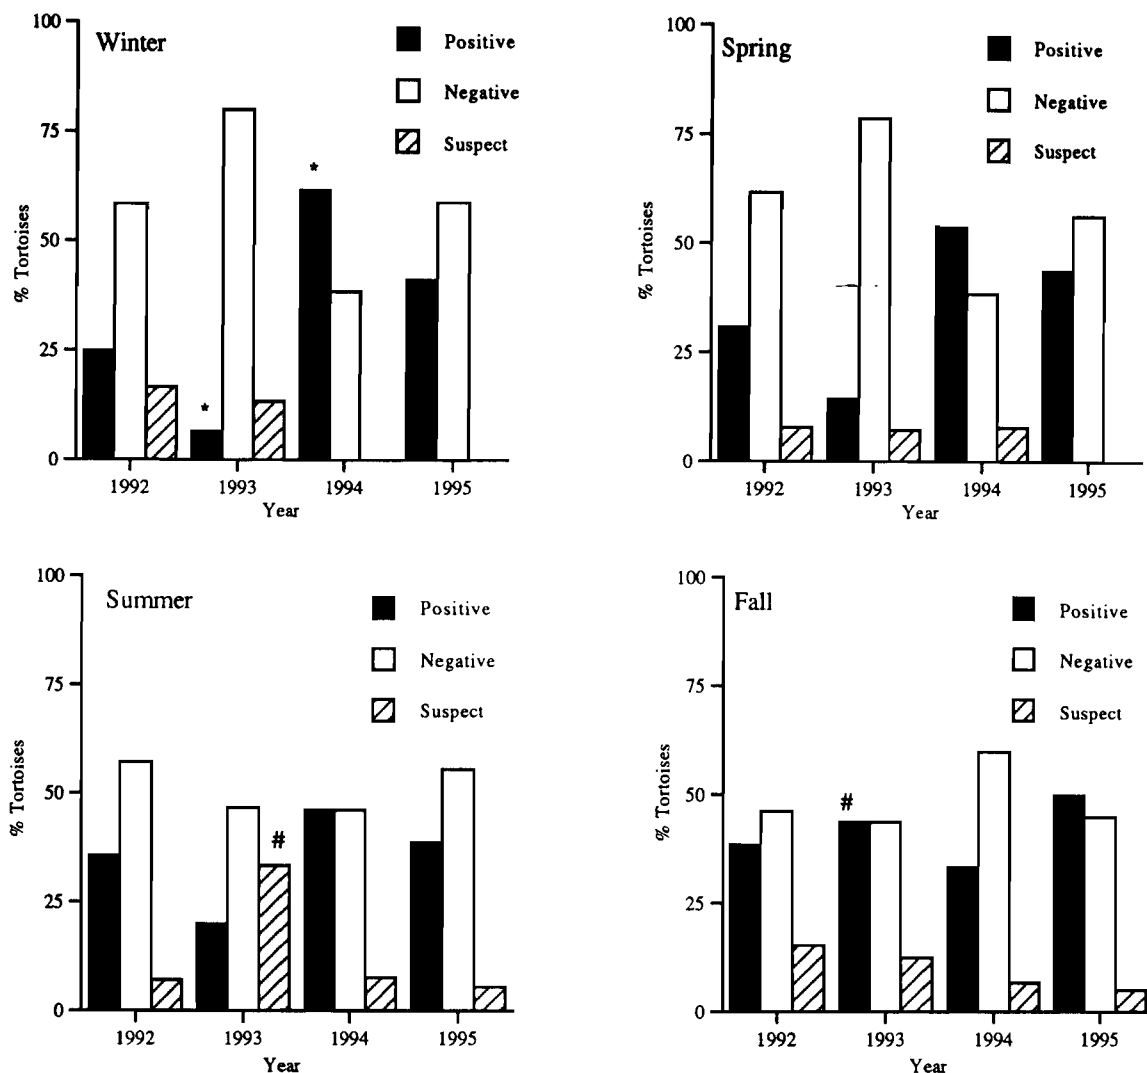 Winter
Positive
Negative
Suspect
*
*
100
75
50
25
0
% Tortoises
1992 1993 1994 1995
Year
Spring
Positive
Negative
Suspect
100
75
50
25
0
% Tortoises
1992 1993 1994 1995
Year
Summer
Positive
Negative
Suspect
#
100
75
50
25
0
% Tortoises
1992 1993 1994 1995
Year
Fall
Positive
Negative
Suspect
#
100
75
50
25
0
% Tortoises
1992 1993 1994 1995
Year